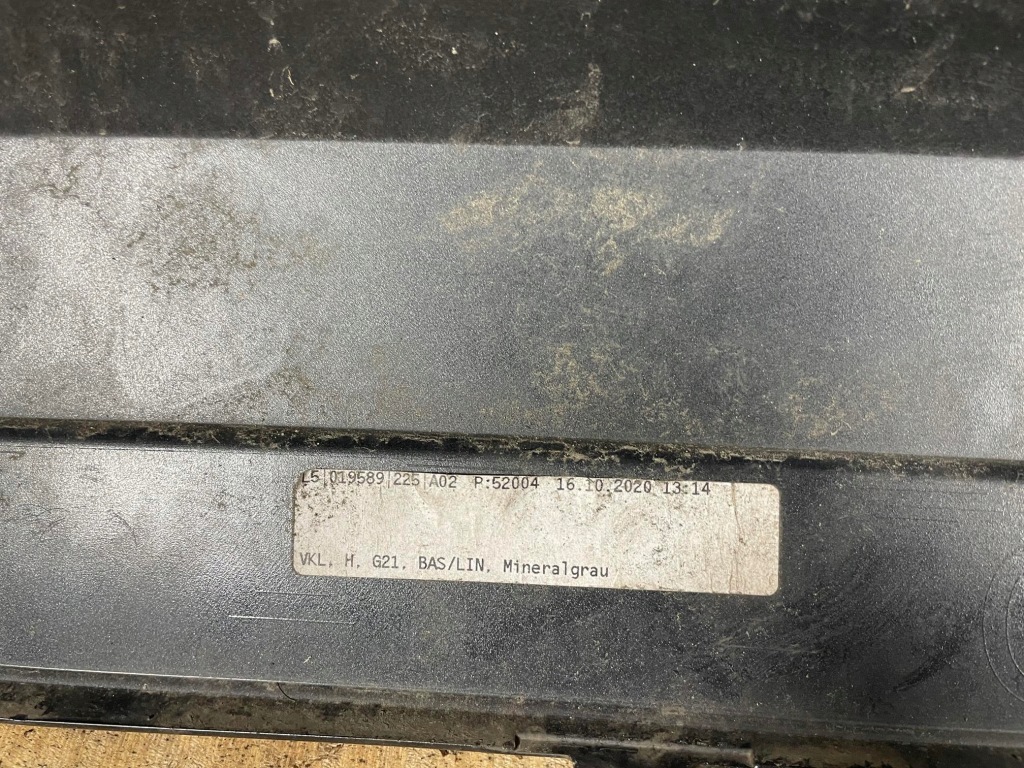 L5|019589|225|A02 P:52004 16.10.2020 13:14
VKL, H, G21, BAS/LIN, Mineralgrau